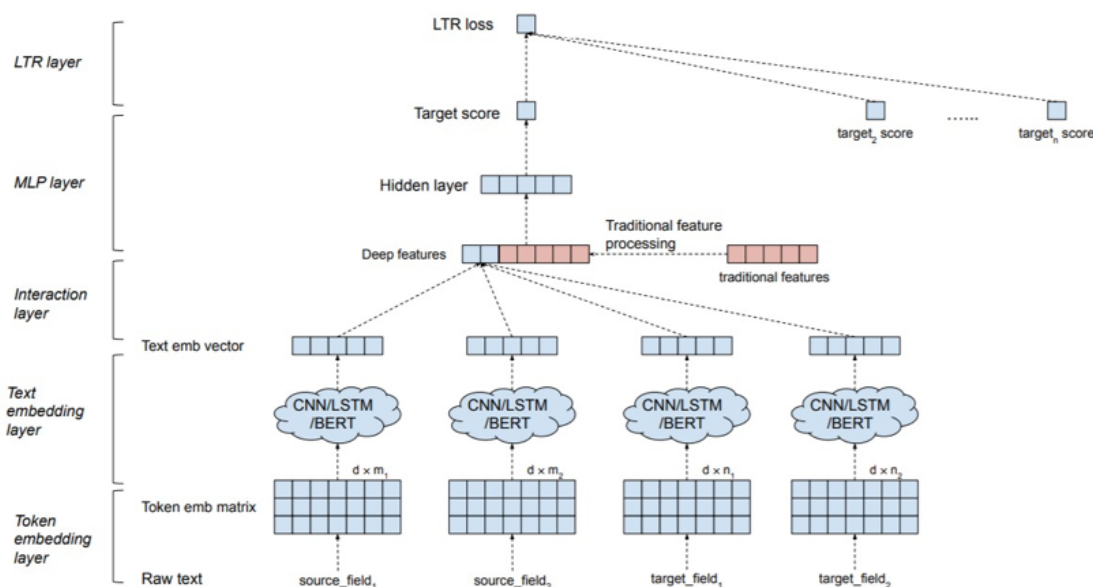 LTR loss
LTR layer
Target score
target₂ score
......
targetₙ score
MLP layer
Hidden layer
Traditional feature
processing
Deep features
traditional features
Interaction
layer
Text emb vector
Text
embedding
layer
CNN/LSTM
/BERT
CNN/LSTM
/BERT
CNN/LSTM
/BERT
CNN/LSTM
/BERT
d × m₁
d × m₂
d × n₁
d × n₂
Token emb matrix
Token
embedding
layer
Raw text
source_field₁
source_field₂
target_field₁
target_field₂